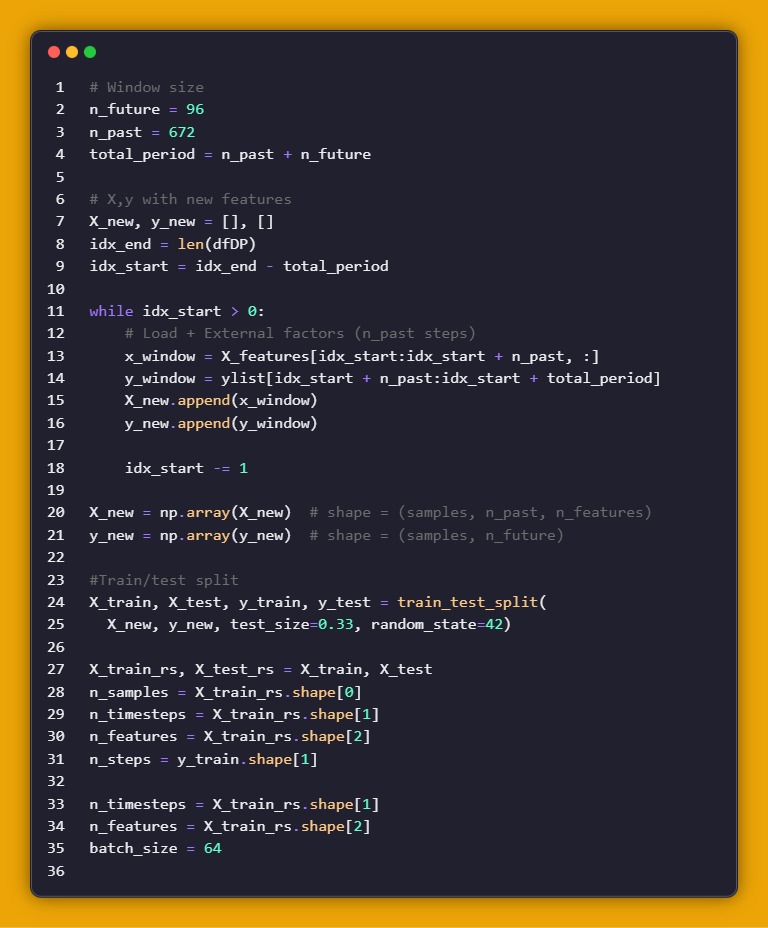 1 # Window size
2 n_future = 96
3 n_past = 672
4 total_period = n_past + n_future
5
6 # X,y with new features
7 X_new, y_new = [], []
8 idx_end = len(dfDP)
9 idx_start = idx_end - total_period
10
11 while idx_start > 0:
12     # Load + External factors (n_past steps)
13     x_window = X_features[idx_start:idx_start + n_past, :]
14     y_window = ylist[idx_start + n_past:idx_start + total_period]
15     X_new.append(x_window)
16     y_new.append(y_window)
17
18     idx_start -= 1
19
20 X_new = np.array(X_new)  # shape = (samples, n_past, n_features)
21 y_new = np.array(y_new)  # shape = (samples, n_future)
22
23 #Train/test split
24 X_train, X_test, y_train, y_test = train_test_split(
25   X_new, y_new, test_size=0.33, random_state=42)
26
27 X_train_rs, X_test_rs = X_train, X_test
28 n_samples = X_train_rs.shape[0]
29 n_timesteps = X_train_rs.shape[1]
30 n_features = X_train_rs.shape[2]
31 n_steps = y_train.shape[1]
32
33 n_timesteps = X_train_rs.shape[1]
34 n_features = X_train_rs.shape[2]
35 batch_size = 64
36